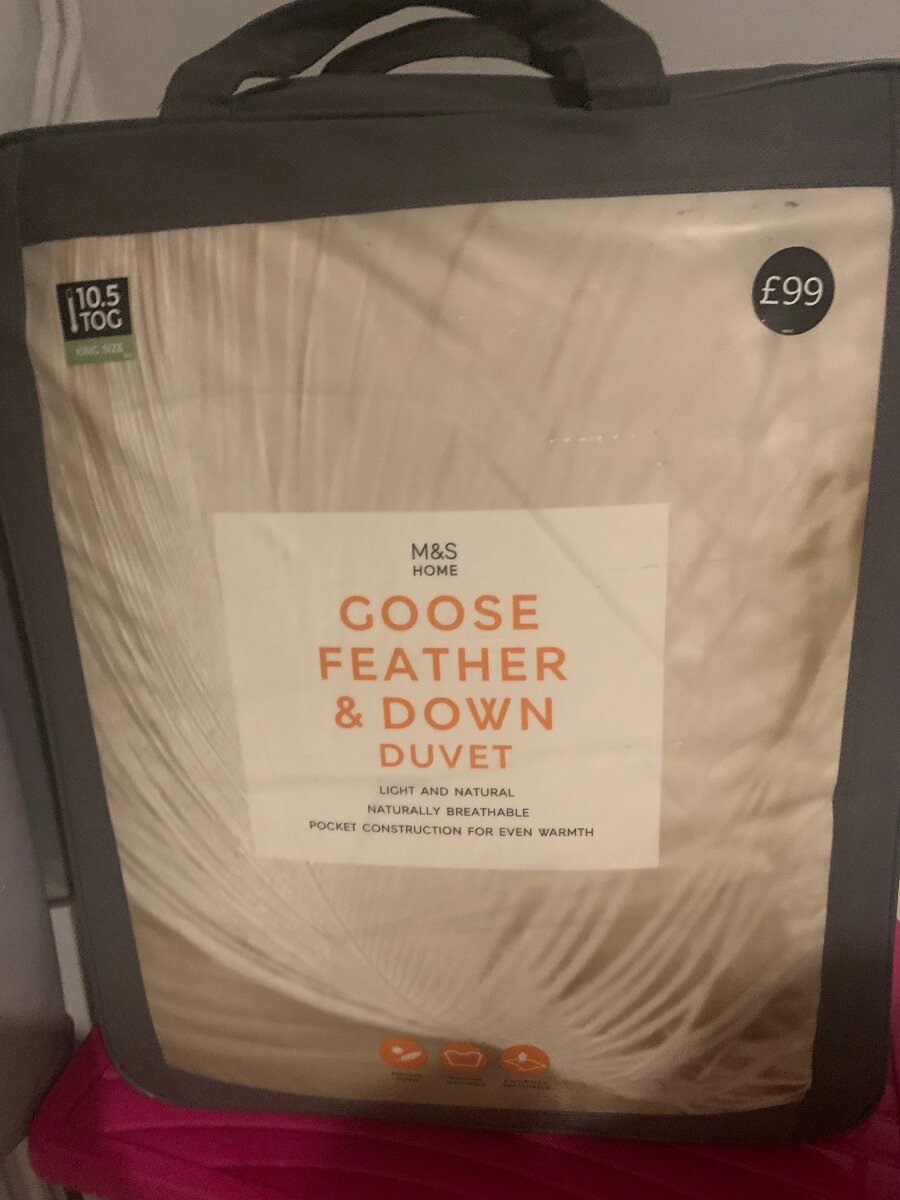 10.5
TOG
KING SIZE
£99
M&S
HOME
GOOSE
FEATHER
& DOWN
DUVET
LIGHT AND NATURAL
NATURALLY BREATHABLE
POCKET CONSTRUCTION FOR EVEN WARMTH